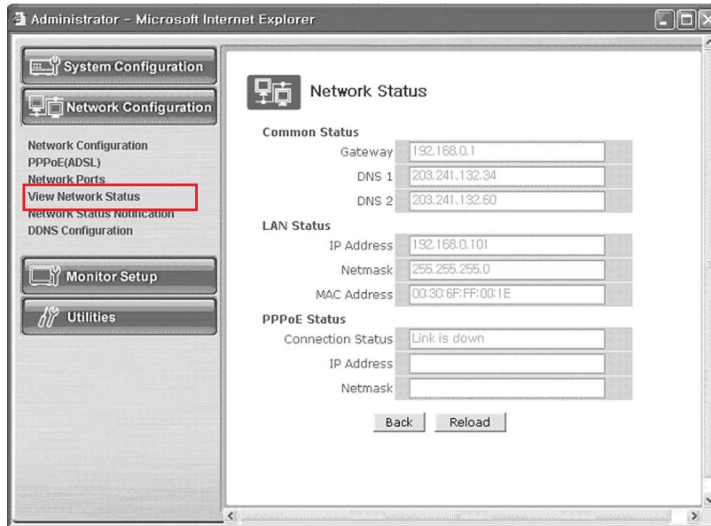 Administrator - Microsoft Internet Explorer
System Configuration
Network Configuration
Network Configuration
PPPoE(ADSL)
Network Ports
View Network Status
Network Status Notification
DDNS Configuration
Monitor Setup
Utilities
Network Status
Common Status
Gateway 192.168.0.1
DNS 1 203.241.132.34
DNS 2 203.241.132.60
LAN Status
IP Address 192.168.0.101
Netmask 255.255.255.0
MAC Address 00:30:6F:FF:00:1E
PPPoE Status
Connection Status Link is down
IP Address
Netmask
Back Reload